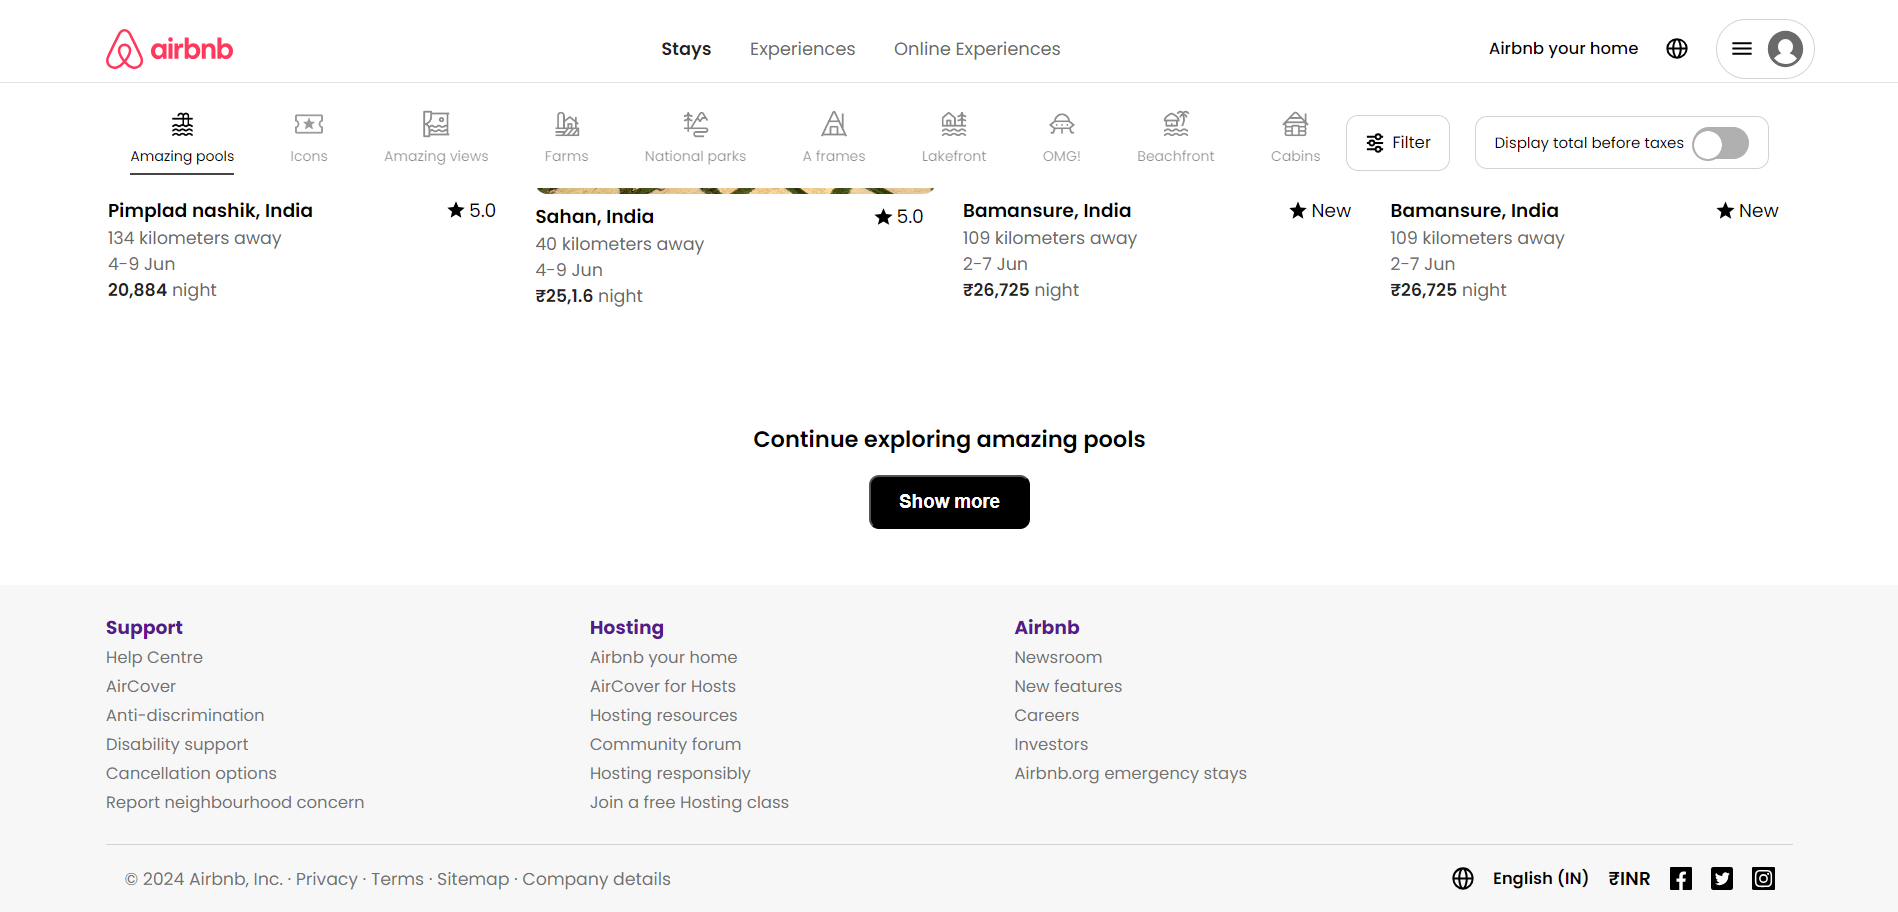 airbnb
Stays Experiences Online Experiences
Airbnb your home
Amazing pools Icons Amazing views Farms National parks A frames Lakefront OMG! Beachfront Cabins
Filter
Display total before taxes
Pimplad nashik, India 5.0
134 kilometers away
4-9 Jun
20,884 night
Sahan, India 5.0
40 kilometers away
4-9 Jun
₹25,1.6 night
Bamansure, India New
109 kilometers away
2-7 Jun
₹26,725 night
Bamansure, India New
109 kilometers away
2-7 Jun
₹26,725 night
Continue exploring amazing pools
Show more
Support
Help Centre
AirCover
Anti-discrimination
Disability support
Cancellation options
Report neighbourhood concern
Hosting
Airbnb your home
AirCover for Hosts
Hosting resources
Community forum
Hosting responsibly
Join a free Hosting class
Airbnb
Newsroom
New features
Careers
Investors
Airbnb.org emergency stays
© 2024 Airbnb, Inc. · Privacy · Terms · Sitemap · Company details
English (IN) ₹INR